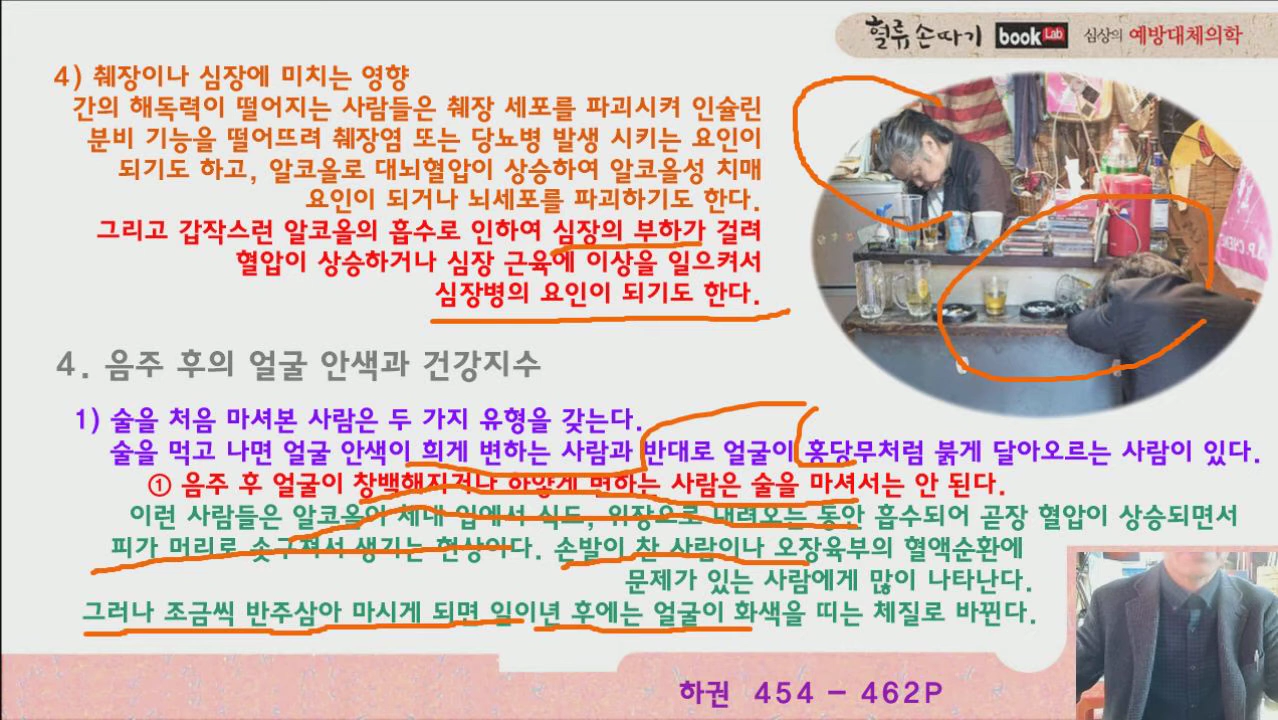 혈류 손따기 book Lab 심상의 예방대체의학
4) 췌장이나 심장에 미치는 영향
간의 해독력이 떨어지는 사람들은 췌장 세포를 파괴시켜 인슐린
분비 기능을 떨어뜨려 췌장염 또는 당뇨병 발생 시키는 요인이
되기도 하고, 알코올로 대뇌혈압이 상승하여 알코올성 치매
요인이 되거나 뇌세포를 파괴하기도 한다.
그리고 갑작스런 알코올의 흡수로 인하여 심장의 부하가 걸려
혈압이 상승하거나 심장 근육에 이상을 일으켜서
심장병의 요인이 되기도 한다.
4. 음주 후의 얼굴 안색과 건강지수
1) 술을 처음 마셔본 사람은 두 가지 유형을 갖는다.
술을 먹고 나면 얼굴 안색이 희게 변하는 사람과 반대로 얼굴이 홍당무처럼 붉게 달아오르는 사람이 있다.
① 음주 후 얼굴이 창백해지거나 하얗게 변하는 사람은 술을 마셔서는 안 된다.
이런 사람들은 알코올이 체내 입에서 식도, 위장으로 내려오는 동안 흡수되어 곧장 혈압이 상승되면서
피가 머리로 솟구쳐서 생기는 현상이다. 손발이 찬 사람이나 오장육부의 혈액순환에
문제가 있는 사람에게 많이 나타난다.
그러나 조금씩 반주삼아 마시게 되면 일이년 후에는 얼굴이 화색을 띠는 체질로 바뀐다.
하권 454 - 462P